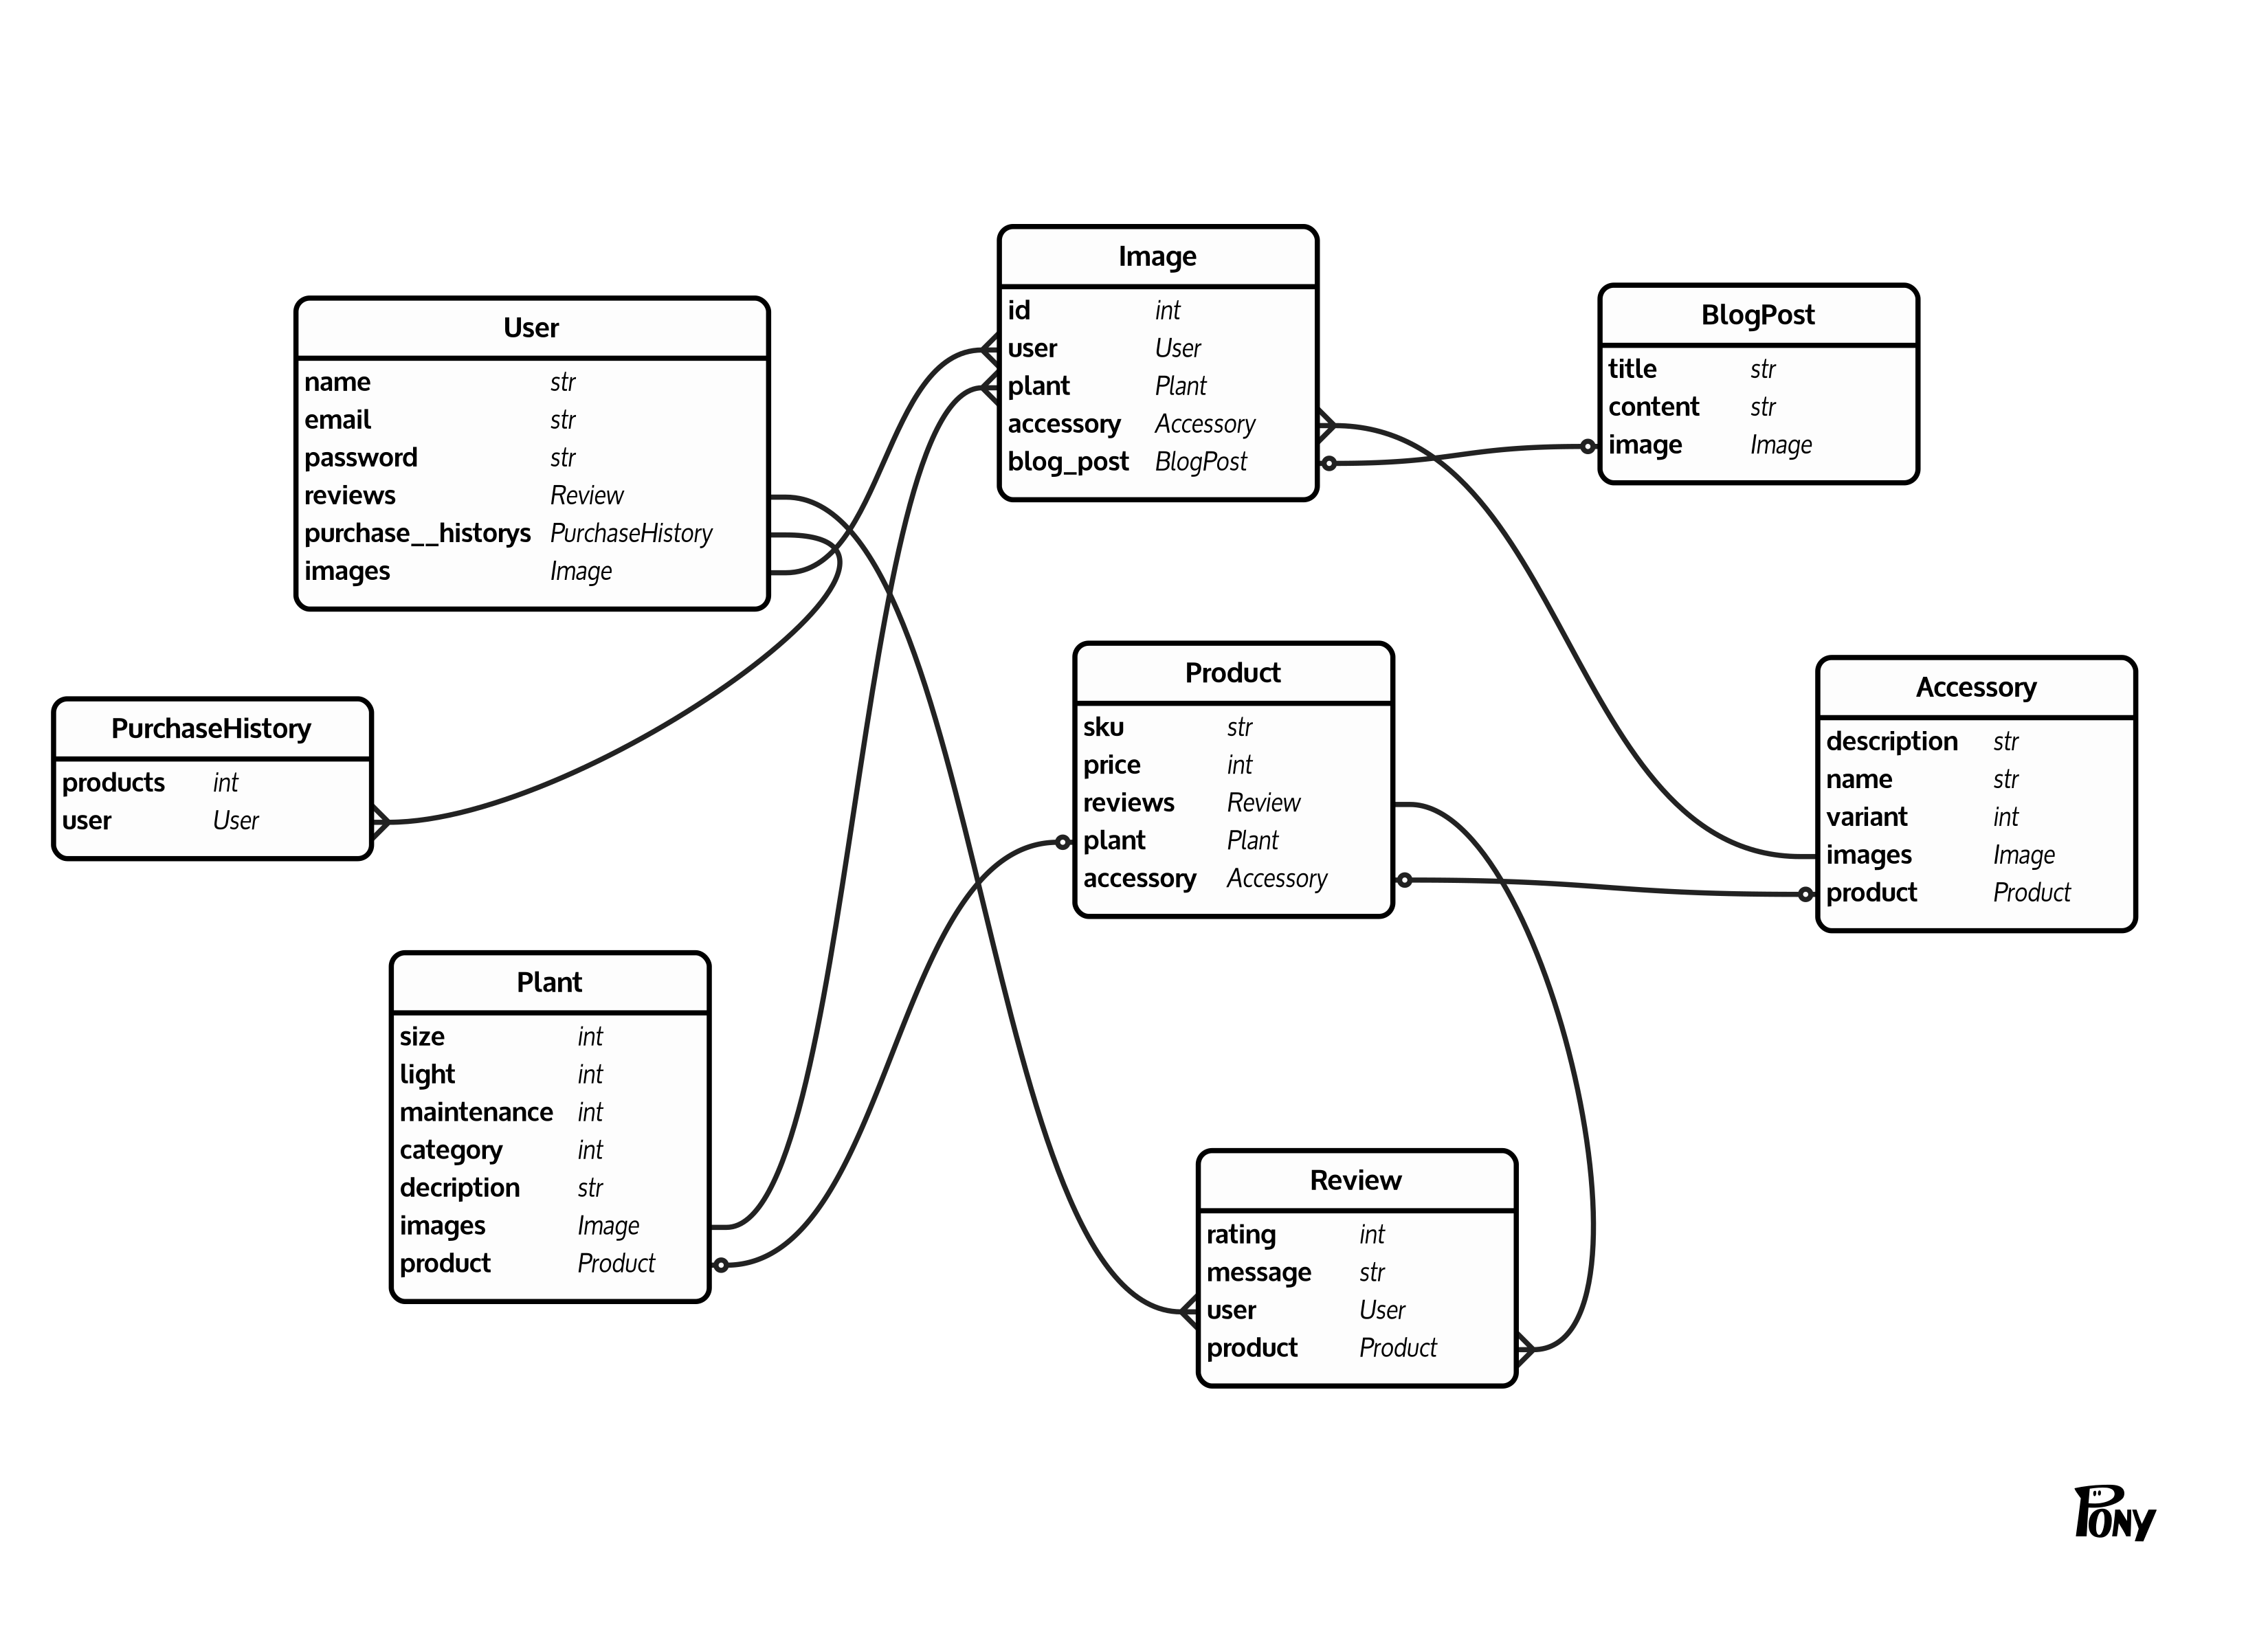 User
name str
email str
password str
reviews Review
purchase__historys PurchaseHistory
images Image
Image
id int
user User
plant Plant
accessory Accessory
blog_post BlogPost
BlogPost
title str
content str
image Image
PurchaseHistory
products int
user User
Product
sku str
price int
reviews Review
plant Plant
accessory Accessory
Accessory
description str
name str
variant int
images Image
product Product
Plant
size int
light int
maintenance int
category int
decription str
images Image
product Product
Review
rating int
message str
user User
product Product
PONY